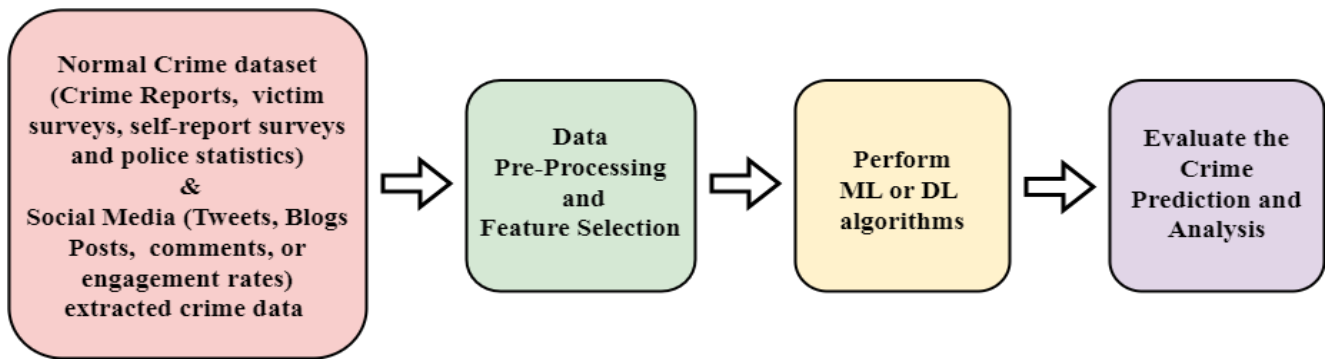 Normal Crime dataset
(Crime Reports, victim
surveys, self-report surveys
and police statistics)
&
Social Media (Tweets, Blogs
Posts, comments, or
engagement rates)
extracted crime data
Data
Pre-Processing
and
Feature Selection
Perform
ML or DL
algorithms
Evaluate the
Crime
Prediction and
Analysis